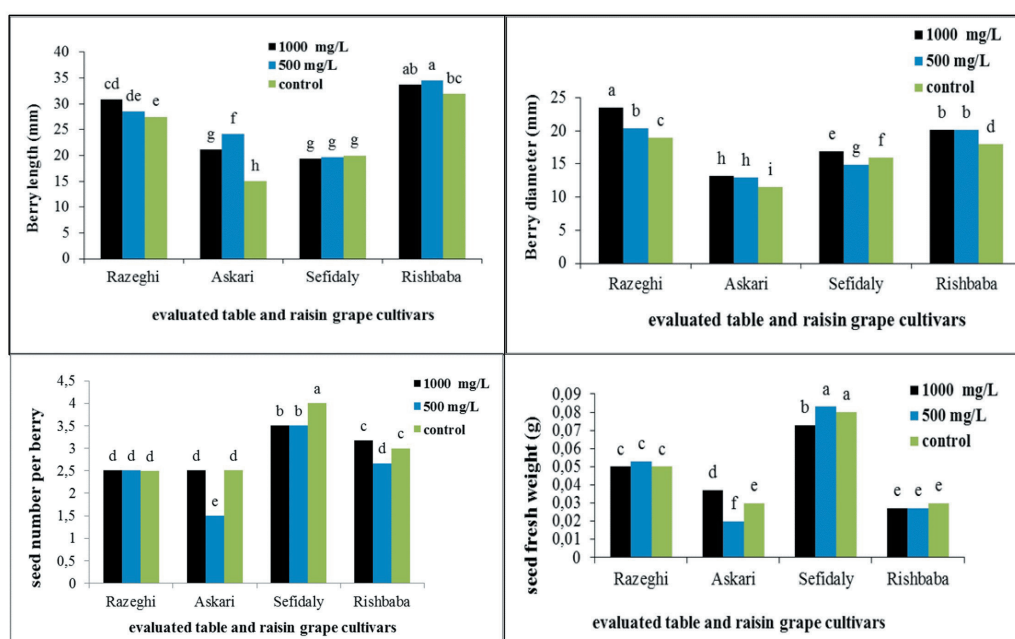 1000 mg/L
500 mg/L
control
Berry length (mm)
40
35
30
25
20
15
10
5
0
cd de e
g f h
g g g
ab a bc
Razeghi Askari Sefidaly Rishbaba
evaluated table and raisin grape cultivars
1000 mg/L
500 mg/L
control
Berry diameter (mm)
25
20
15
10
5
0
a b c
h h i
e g f
b b d
Razeghi Askari Sefidaly Rishbaba
evaluated table and raisin grape cultivars
1000 mg/L
500 mg/L
control
seed number per berry
4,5
4
3,5
3
2,5
2
1,5
1
0,5
0
d d d
d e d
b b a
c d c
Razeghi Askari Sefidaly Rishbaba
evaluated table and raisin grape cultivars
1000 mg/L
500 mg/L
control
seed fresh weight (g)
0,09
0,08
0,07
0,06
0,05
0,04
0,03
0,02
0,01
0,00
c c c
d f e
b a a
e e e
Razeghi Askari Sefidaly Rishbaba
evaluated table and raisin grape cultivars